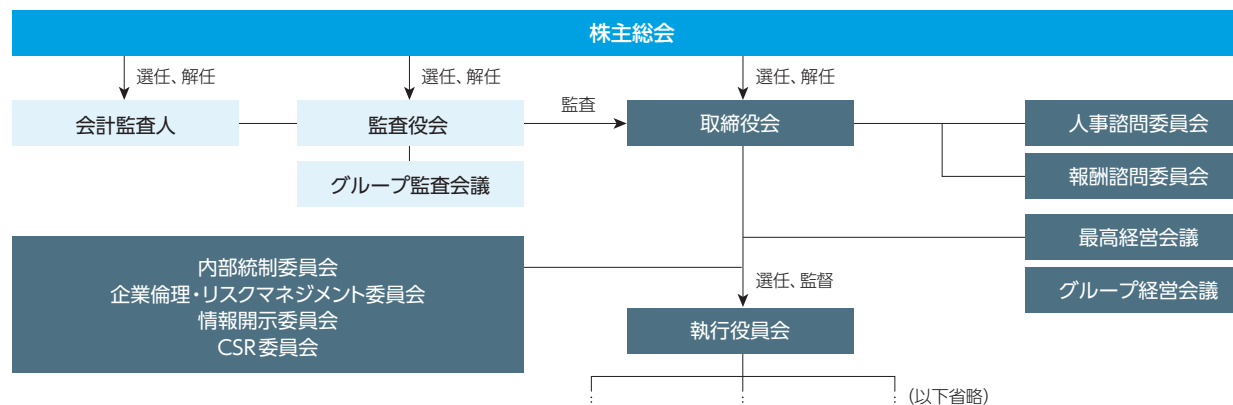 株主総会
選任、解任
選任、解任
選任、解任
会計監査人
監査役会
監査
取締役会
人事諮問委員会
グループ監査会議
報酬諮問委員会
最高経営会議
内部統制委員会
企業倫理・リスクマネジメント委員会
情報開示委員会
CSR委員会
選任、監督
グループ経営会議
執行役員会
(以下省略)